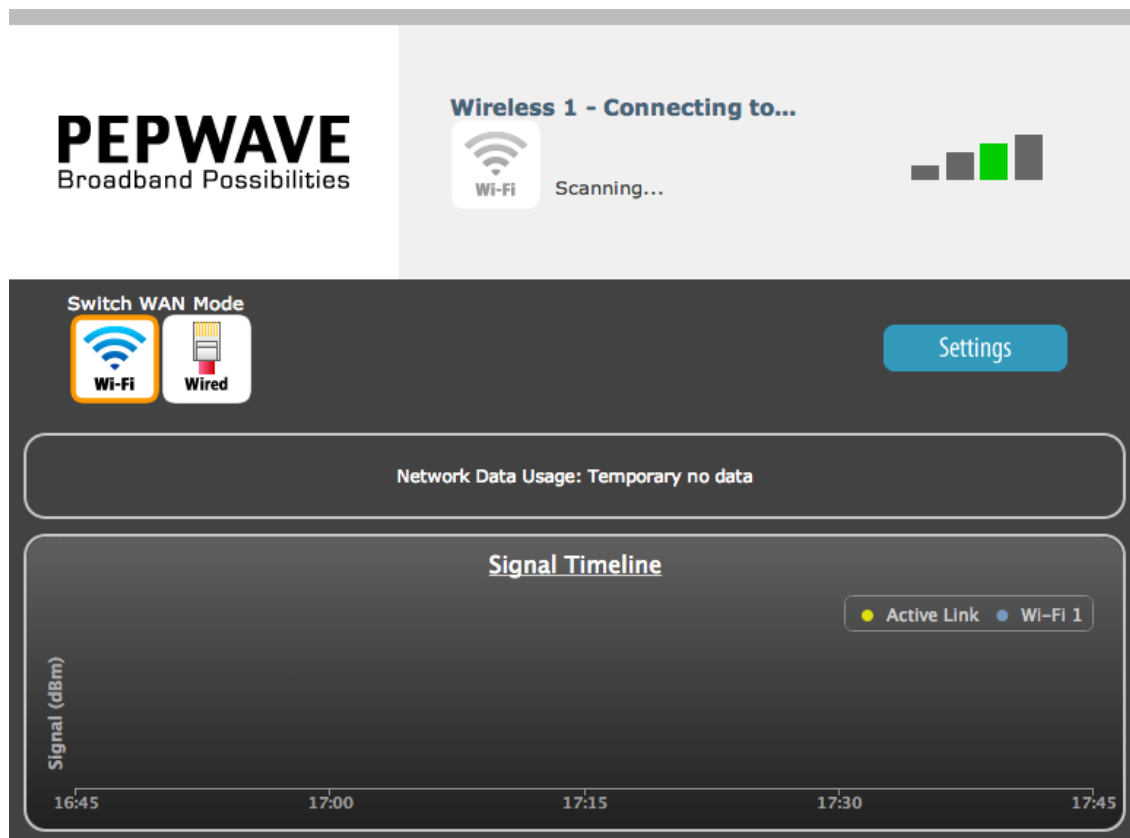 PEPWAVE
Broadband Possibilities
Wireless 1 - Connecting to...
Wi-Fi
Scanning...
Switch WAN Mode
Wi-Fi
Wired
Settings
Network Data Usage: Temporary no data
Signal Timeline
Active Link
Wi-Fi 1
Signal (dBm)
16:45 17:00 17:15 17:30 17:45